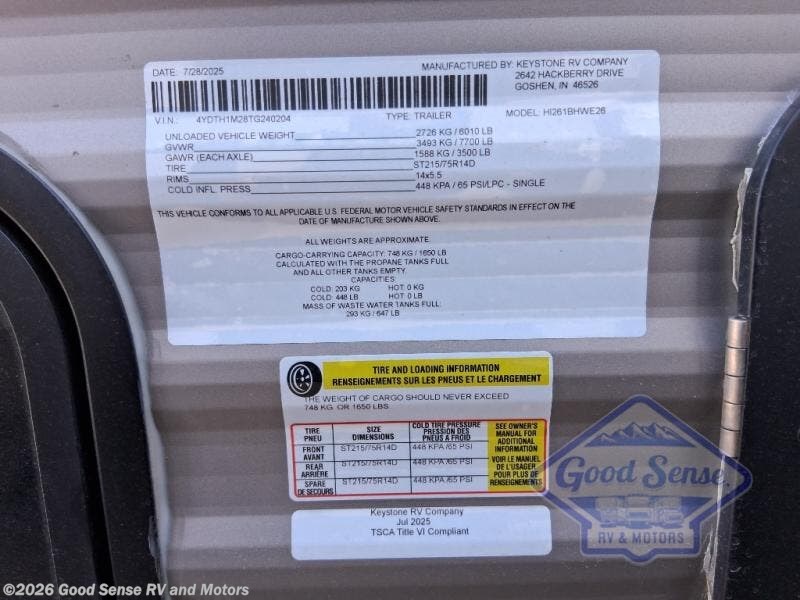 DATE: 7/28/2025
MANUFACTURED BY: KEYSTONE RV COMPANY
2642 HACKBERRY DRIVE
GOSHEN, IN 46526
V.I.N.: 4YDTH1M28TG240204 TYPE: TRAILER MODEL: HI261BHWE26
UNLOADED VEHICLE WEIGHT 2726 KG / 6010 LB
GVWR 3493 KG / 7700 LB
GAWR (EACH AXLE) 1588 KG / 3500 LB
TIRE ST215/75R14D
RIMS 14x5.5
COLD INFL. PRESS 448 KPA / 65 PSI/LPC - SINGLE
THIS VEHICLE CONFORMS TO ALL APPLICABLE U.S. FEDERAL MOTOR VEHICLE SAFETY STANDARDS IN EFFECT ON THE
DATE OF MANUFACTURE SHOWN ABOVE.
ALL WEIGHTS ARE APPROXIMATE.
CARGO-CARRYING CAPACITY: 748 KG / 1650 LB
CALCULATED WITH THE PROPANE TANKS FULL
AND ALL OTHER TANKS EMPTY.
CAPACITIES:
COLD: 203 KG HOT: 0 KG
COLD: 448 LB HOT: 0 LB
MASS OF WASTE WATER TANKS FULL:
293 KG / 647 LB
TIRE AND LOADING INFORMATION
RENSEIGNEMENTS SUR LES PNEUS ET LE CHARGEMENT
THE WEIGHT OF CARGO SHOULD NEVER EXCEED
748 KG OR 1650 LBS
TIRE
PNEU
SIZE
DIMENSIONS
COLD TIRE PRESSURE
PRESSION DES
PNEUS A FROID
FRONT
AVANT
ST215/75R14D
448 KPA /65 PSI
REAR
ARRIÈRE
ST215/75R14D
448 KPA /65 PSI
SPARE
DE SECOURS
ST215/75R14D
448 KPA /65 PSI
SEE OWNER'S
MANUAL FOR
ADDITIONAL
INFORMATION
VOIR LE MANUEL
DE L'USAGER
POUR PLUS DE
RENSEIGNEMENTS
Keystone RV Company
Jul 2025
TSCA Title VI Compliant
Good Sense
RV & MOTORS
©2026 Good Sense RV and Motors